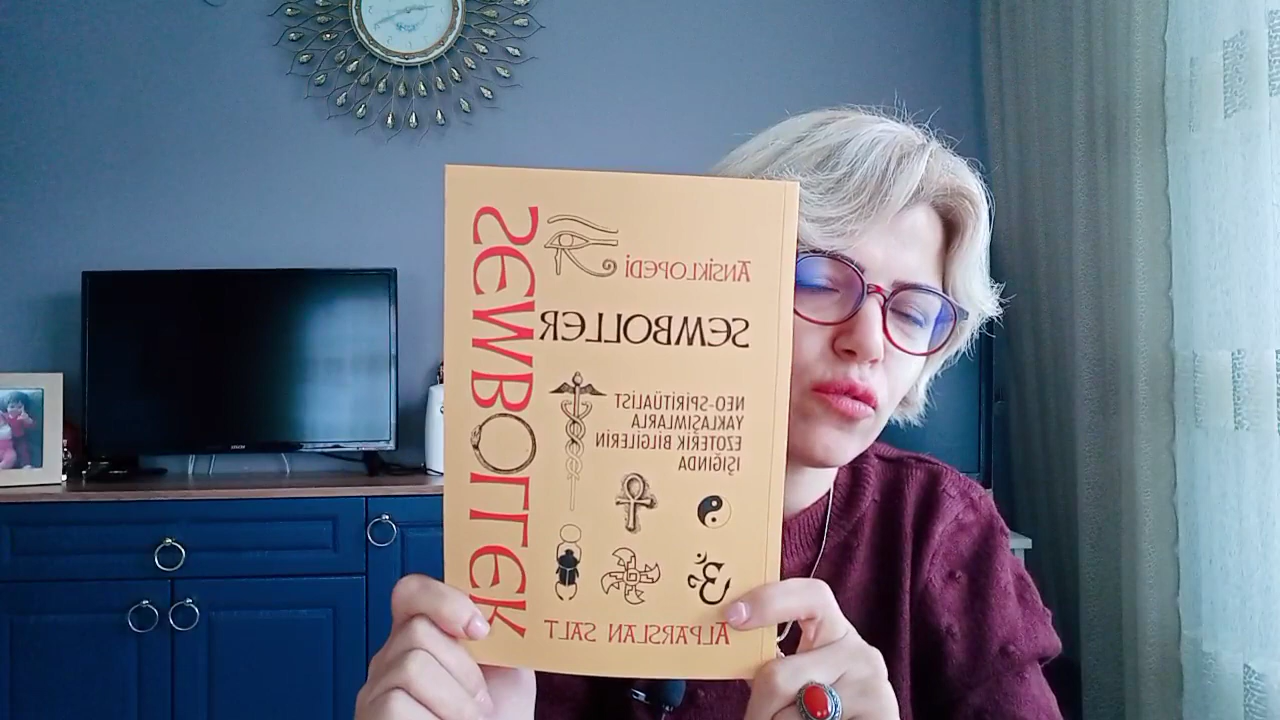 ANSİKLOPEDİ
SEMBOLLER
NEO-SPİRİTÜALİST
YAKLAŞIMLARLA
EZOTERİK BİLGİLERİN
IŞIĞINDA
ALPARSLAN SALT
SEMBOLLER